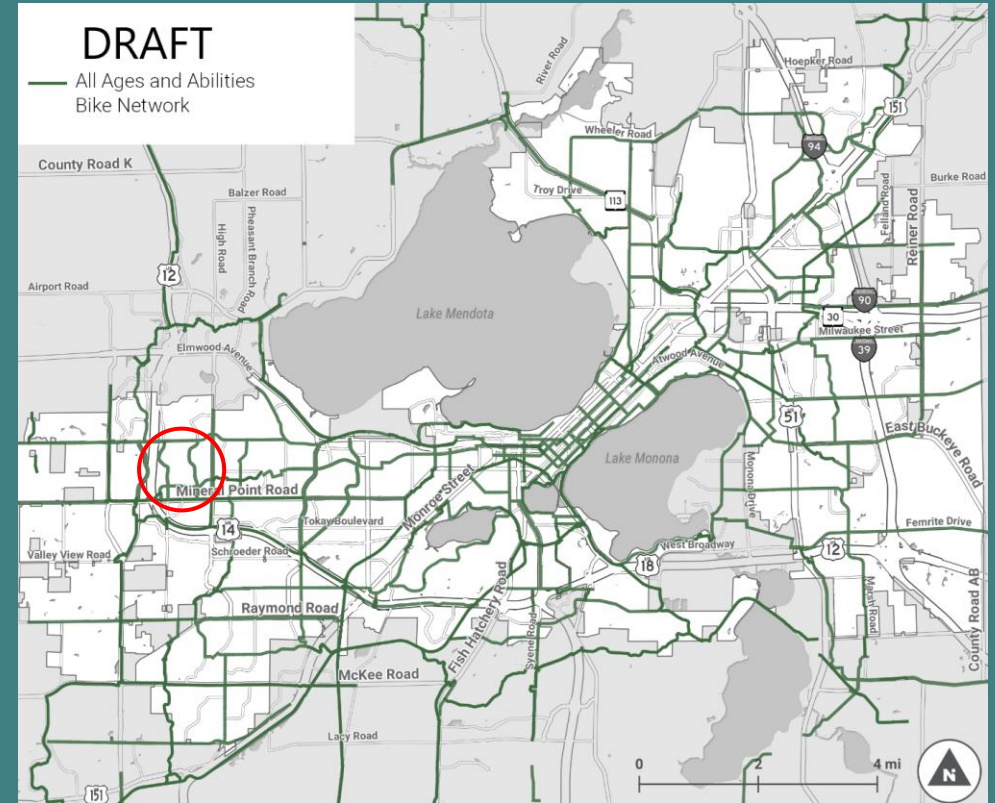 DRAFT
All Ages and Abilities
Bike Network
River Road
Hoepker Road
151
Wheeler Road
94
County Road K
Balzer Road
Troy Drive
113
Burke Road
High Road
Pheasant Branch Road
Felland Road
Reiner Road
12
Airport Road
Lake Mendota
90
30
Milwaukee Street
Elmwood Avenue
Atwood Avenue
39
51
East Buckeye Road
Lake Monona
Monona Drive
Mineral Point Road
Monroe Street
Tokay Boulevard
14
Femrite Drive
Valley View Road
Schroeder Road
West Broadway
12
18
Raymond Road
Fish Hatchery Road
Syene Road
Marsh Road
County Road AB
McKee Road
Lacy Road
0 2 4 mi
N
151